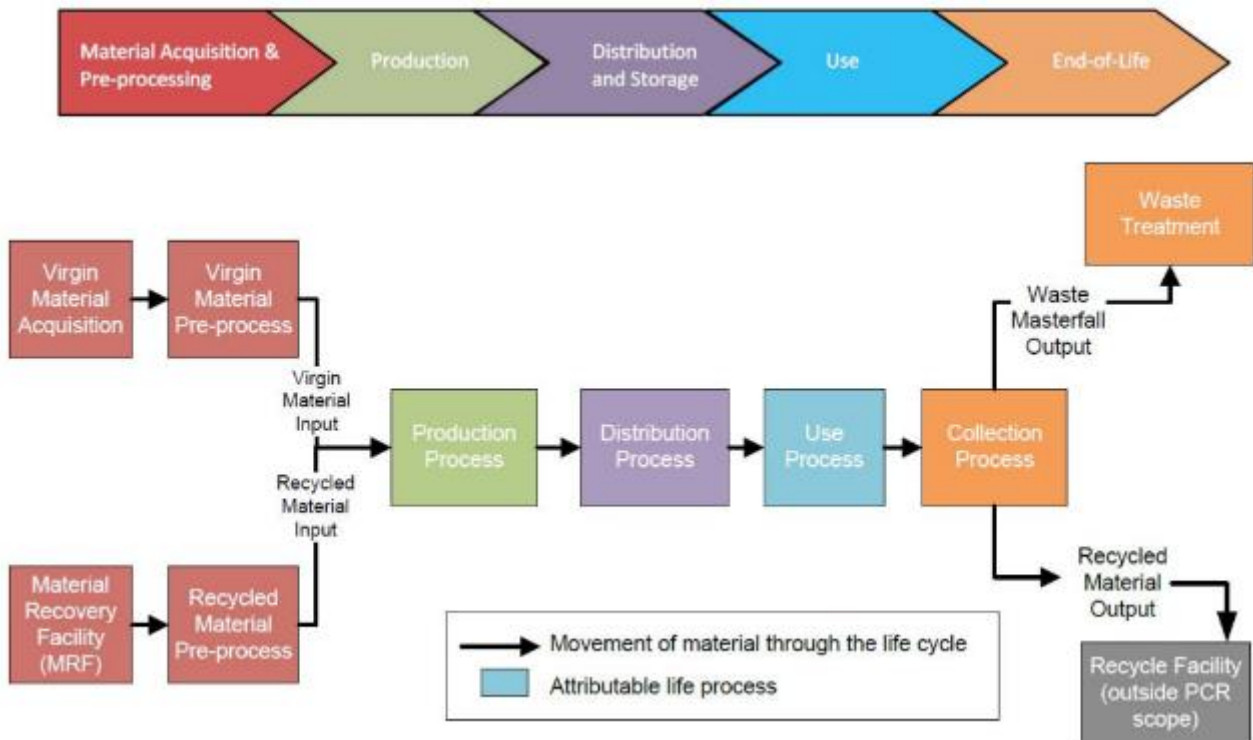 Material Acquisition &
Pre-processing
Production
Distribution
and Storage
Use
End-of-Life
Waste
Treatment
Virgin
Material
Acquisition
Virgin
Material
Pre-process
Waste
Masterfall
Output
Virgin
Material
Input
Production
Process
Distribution
Process
Use
Process
Collection
Process
Recycled
Material
Input
Material
Recovery
Facility
(MRF)
Recycled
Material
Pre-process
Recycled
Material
Output
Movement of material through the life cycle
Attributable life process
Recycle Facility
(outside PCR
scope)